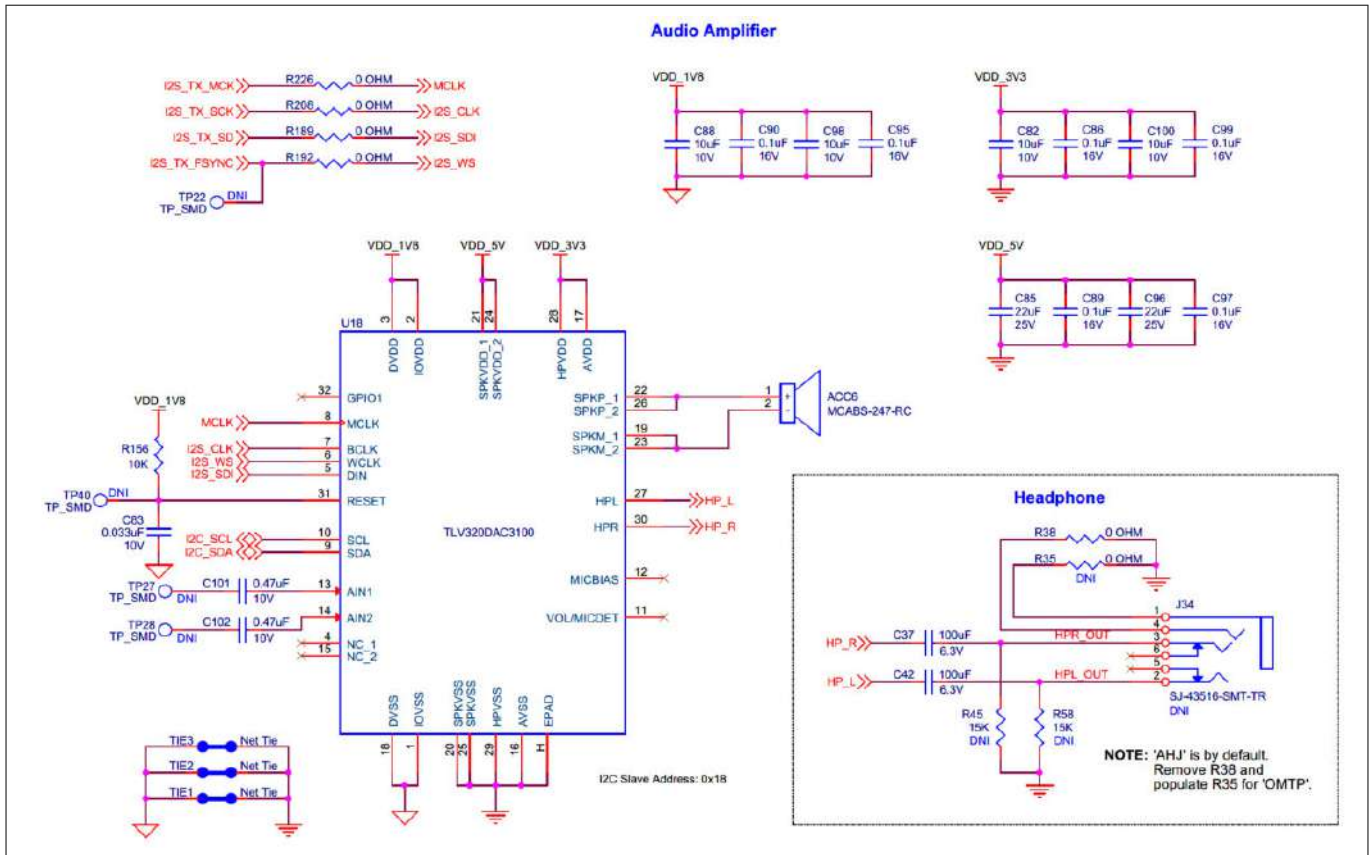 Audio Amplifier
I2S_TX_MCK R226 0 OHM MCLK
I2S_TX_SCK R208 0 OHM I2S_CLK
I2S_TX_SD R189 0 OHM I2S_SDI
I2S_TX_FSYNC R192 0 OHM I2S_WS
TP22 DNI
TP_SMD
VDD_1V8
C88 10uF 10V
C90 0.1uF 16V
C98 10uF 10V
C95 0.1uF 16V
VDD_3V3
C82 10uF 10V
C86 0.1uF 16V
C100 10uF 10V
C99 0.1uF 16V
VDD_5V
C85 22uF 25V
C89 0.1uF 16V
C96 22uF 25V
C97 0.1uF 16V
VDD_1V8 VDD_5V VDD_3V3
U18
3 2 21 24 28 17
DVDD IOVDD SPKVDD_1 SPKVDD_2 HPVDD AVDD
32 GPIO1
MCLK 8 MCLK
I2S_CLK 7 BCLK
I2S_WS 6 WCLK
I2S_SDI 5 DIN
VDD_1V8
R156
10K
TP40 DNI
TP_SMD
31 RESET
C63
0.033uF
10V
I2C_SCL 10 SCL
I2C_SDA 9 SDA
TP27
TP_SMD DNI C101 0.47uF 10V 13 AIN1
TP28
TP_SMD DNI C102 0.47uF 10V 14 AIN2
4 NC_1
15 NC_2
TLV320DAC3100
SPKP_1 22
SPKP_2 26
SPKM_1 19
SPKM_2 23
1 +
2 -
ACC6
MCABS-247-RC
HPL 27 HP_L
HPR 30 HP_R
MICBIAS 12
VOL/MICDET 11
DVSS IOVSS SPKVSS SPKVSS HPVSS AVSS EPAD
18 1 20 25 29 16 H
I2C Slave Address: 0x18
TIE3 Net Tie
TIE2 Net Tie
TIE1 Net Tie
Headphone
R38 0 OHM
R35 DNI 0 OHM
J34
1
4
3
6
5
2
HP_R C37 100uF 6.3V HPR_OUT
HP_L C42 100uF 6.3V HPL_OUT
SJ-43516-SMT-TR
DNI
R45 15K DNI
R58 15K DNI
NOTE: 'AHJ' is by default.
Remove R38 and
populate R35 for 'OMTP'.